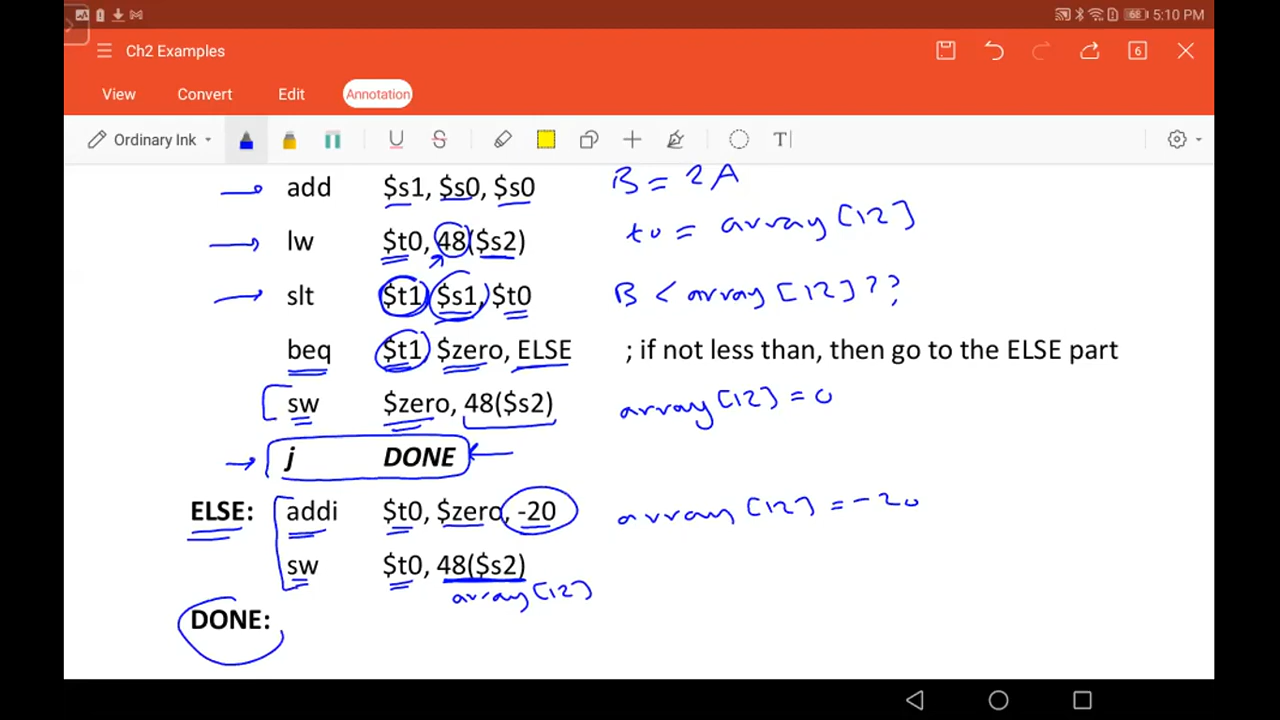 68 5:10 PM
Ch2 Examples
6
View Convert Edit Annotation
Ordinary Ink T
add $s1, $s0, $s0 B = 2A
lw $t0, 48($s2) to = array [12]
slt $t1, $s1, $t0 B < array [12] ??
beq $t1, $zero, ELSE ; if not less than, then go to the ELSE part
sw $zero, 48($s2) array [12] = 0
j DONE
ELSE: addi $t0, $zero, -20 array [12] = -20
sw $t0, 48($s2)
array [12]
DONE: